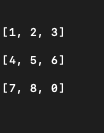 [1, 2, 3]
[4, 5, 6]
[7, 8, 0]